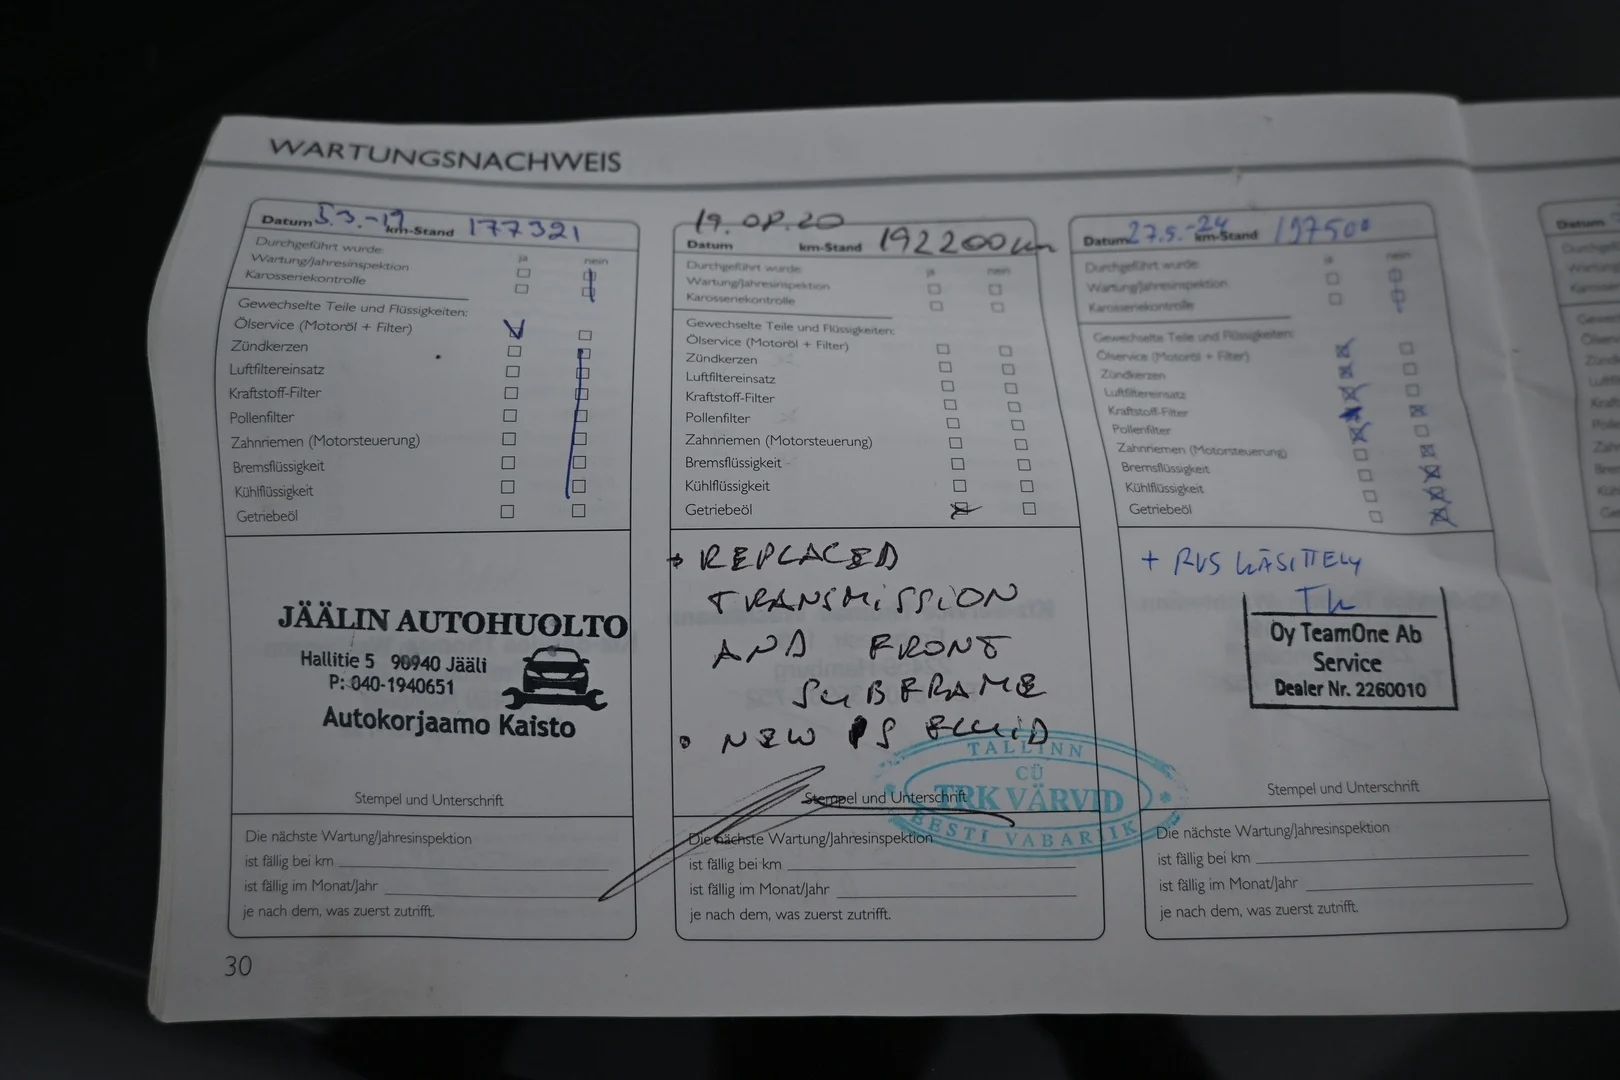 WARTUNGSNACHWEIS
Datum 5.3.-19 km-Stand 177321
Durchgeführt wurde: ja nein
Wartung/Jahresinspektion
Karosseriekontrolle
Gewechselte Teile und Flüssigkeiten:
Ölservice (Motoröl + Filter)
Zündkerzen
Luftfiltereinsatz
Kraftstoff-Filter
Pollenfilter
Zahnriemen (Motorsteuerung)
Bremsflüssigkeit
Kühlflüssigkeit
Getriebeöl
JÄÄLIN AUTOHUOLTO
Hallitie 5 90940 Jääli
P: 040-1940651
Autokorjaamo Kaisto
Stempel und Unterschrift
Die nächste Wartung/Jahresinspektion
ist fällig bei km
ist fällig im Monat/Jahr
je nach dem, was zuerst zutrifft.
30
19.08.20
Datum km-Stand 192200 km
Durchgeführt wurde: ja nein
Wartung/Jahresinspektion
Karosseriekontrolle
Gewechselte Teile und Flüssigkeiten:
Ölservice (Motoröl + Filter)
Zündkerzen
Luftfiltereinsatz
Kraftstoff-Filter
Pollenfilter
Zahnriemen (Motorsteuerung)
Bremsflüssigkeit
Kühlflüssigkeit
Getriebeöl
REPLACED
TRANSMISSION
AND FRONT
SUBFRAME
• NEW PS FLUID
TALLINN
CÜ
TRK VÄRVID
EESTI VABARIIK
Stempel und Unterschrift
Die nächste Wartung/Jahresinspektion
ist fällig bei km
ist fällig im Monat/Jahr
je nach dem, was zuerst zutrifft.
Datum 27.5.-24 km-Stand 197500
Durchgeführt wurde: ja nein
Wartung/Jahresinspektion
Karosseriekontrolle
Gewechselte Teile und Flüssigkeiten:
Ölservice (Motoröl + Filter)
Zündkerzen
Luftfiltereinsatz
Kraftstoff-Filter
Pollenfilter
Zahnriemen (Motorsteuerung)
Bremsflüssigkeit
Kühlflüssigkeit
Getriebeöl
+ RVS KÄSITTELY
Oy TeamOne Ab
Service
Dealer Nr. 2260010
Stempel und Unterschrift
Die nächste Wartung/Jahresinspektion
ist fällig bei km
ist fällig im Monat/Jahr
je nach dem, was zuerst zutrifft.
Datum